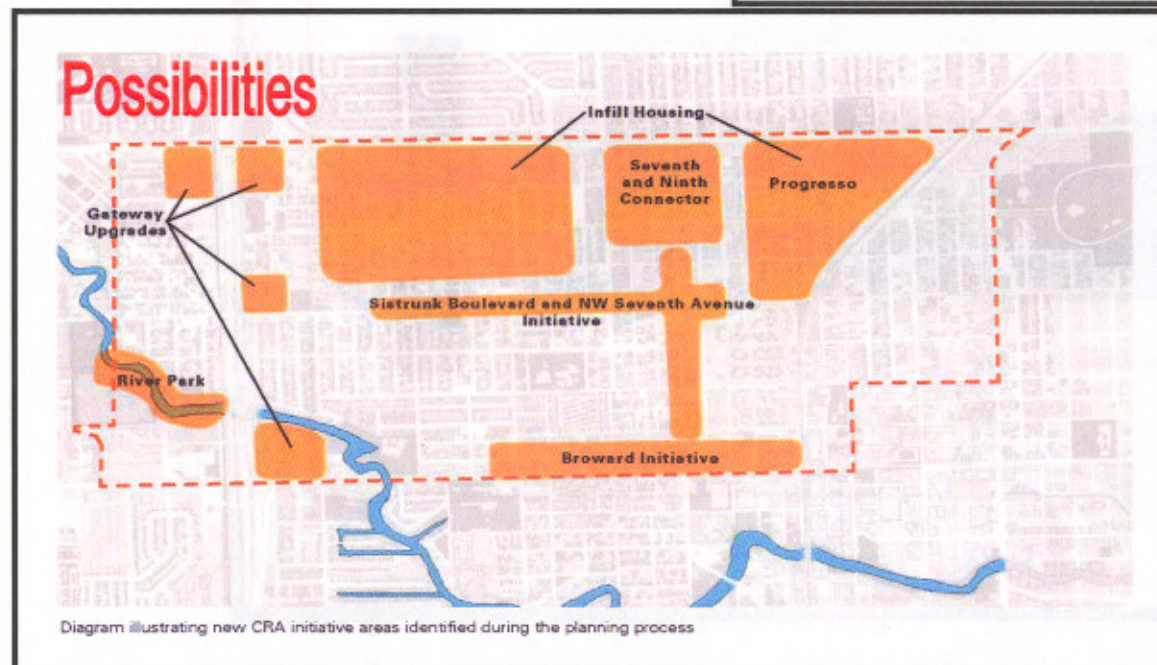 Possibilities
Infill Housing
Seventh
and Ninth
Connector
Progresso
Gateway
Upgrades
Sistrunk Boulevard and NW Seventh Avenue
Initiative
River Park
Broward Initiative
Diagram illustrating new CRA initiative areas identified during the planning process